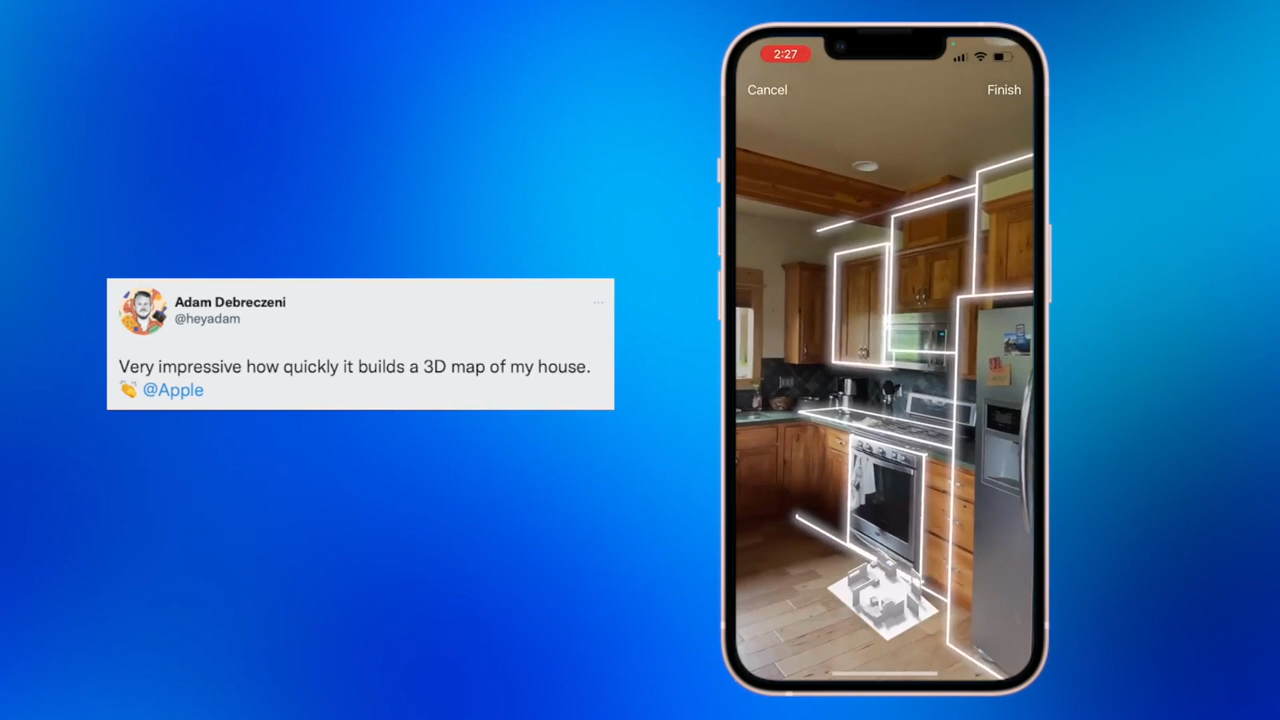 2:27
Cancel
Finish
Adam Debreczeni
@heyadam
Very impressive how quickly it builds a 3D map of my house.
👏 @Apple